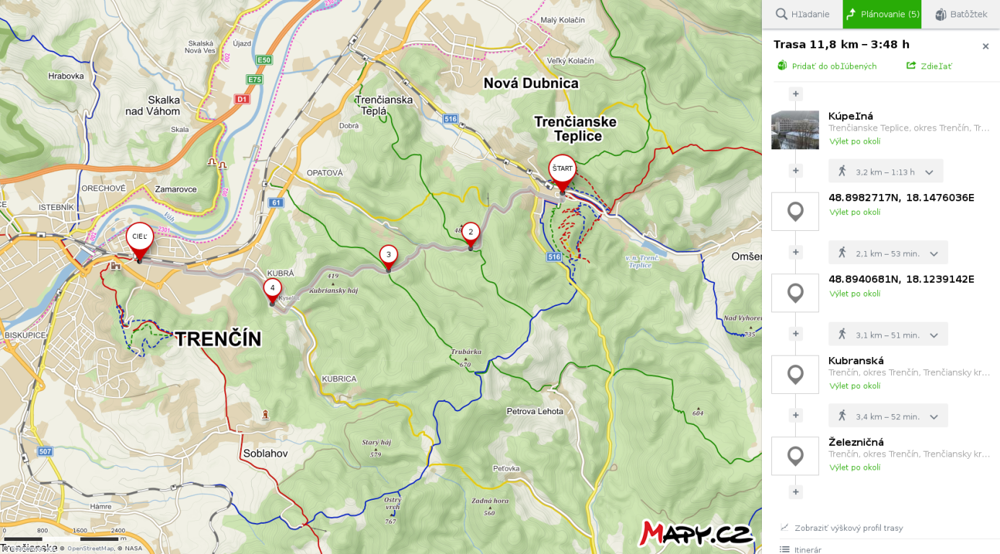 Hľadanie
Plánovanie (5)
Batôžtek
Trasa 11,8 km – 3:48 h
Pridať do obľúbených
Zdieľať
Kúpeľná
Trenčianske Teplice, okres Trenčín, Tr...
Výlet po okolí
3,2 km – 1:13 h
48.8982717N, 18.1476036E
Výlet po okolí
2,1 km – 53 min.
48.8940681N, 18.1239142E
Výlet po okolí
3,1 km – 51 min.
Kubranská
Trenčín, okres Trenčín, Trenčiansky kr...
Výlet po okolí
3,4 km – 52 min.
Železničná
Trenčín, okres Trenčín, Trenčiansky kr...
Výlet po okolí
Zobraziť výškový profil trasy
Itinerár
Malý Kolačín
Skalská
Nová Ves
Újazd
E50
Veľký Kolačín
Hrabovka
002
E75
Nová Dubnica
D1
Skalka
nad Váhom
Trenčianska
Teplá
516
Trenčianske
Teplice
Skala
Dobrá
ŠTART
OPATOVÁ
ORECHOVÉ
Zamarovce
002
61
ISTEBNÍK
Váh
2301
CIEĽ
2
002
3
516
v. n. Trenč.
Teplice
Omšen
KUBRÁ
419
Kubriansky háj
4
Nad Vyhore
735
BISKUPICE
TRENČÍN
Trubárka
670
KUBRICA
Petrova Lehota
604
Starý háj
579
507
Soblahov
Peťovka
Ostrý
vrch
767
Zadná hora
560
Hámre
0 800 1600 2400 m
Mapy.cz
© OpenStreetMap, © NASA